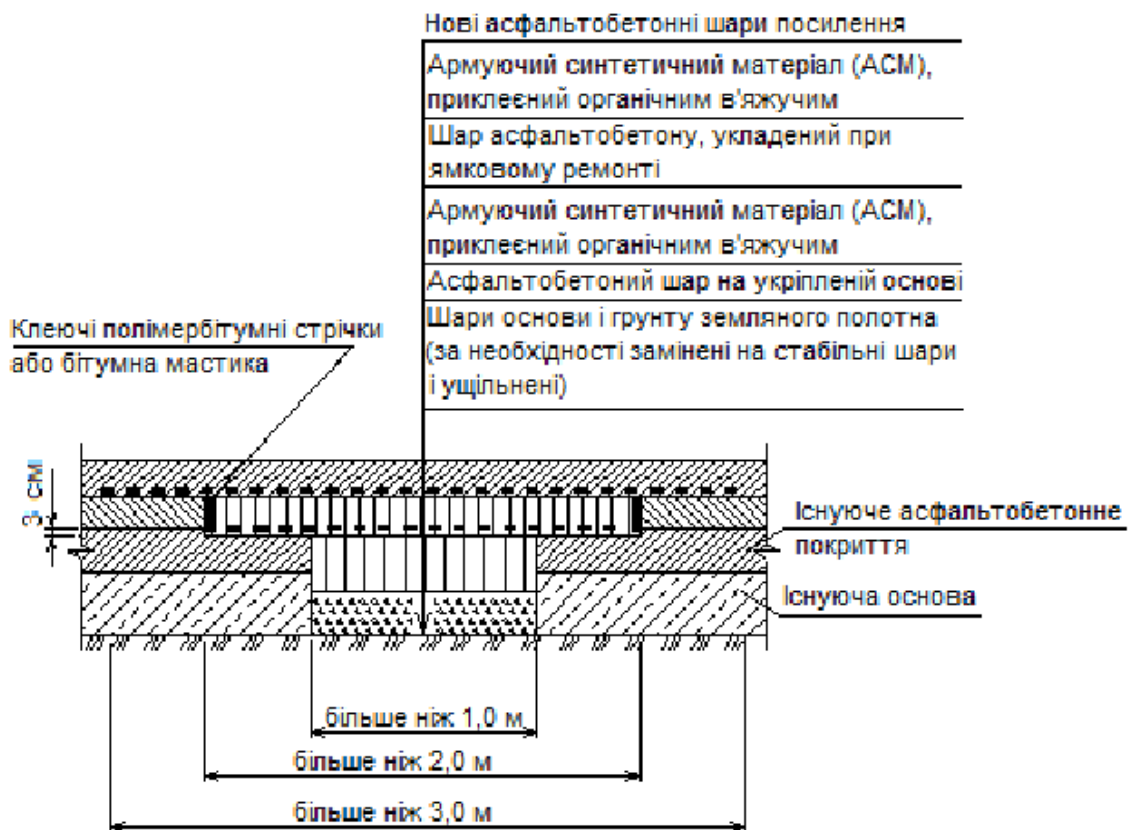 Нові асфальтобетонні шари посилення
Армуючий синтетичний матеріал (АСМ),
приклеєний органічним в'яжучим
Шар асфальтобетону, укладений при
ямковому ремонті
Армуючий синтетичний матеріал (АСМ),
приклеєний органічним в'яжучим
Асфальтобетоний шар на укріпленій основі
Шари основи і грунту земляного полотна
(за необхідності замінені на стабільні шари
і ущільнені)
Клеючі полімербітумні стрічки
або бітумна мастика
3 см
Існуюче асфальтобетонне
покриття
Існуюча основа
більше ніж 1,0 м
більше ніж 2,0 м
більше ніж 3,0 м